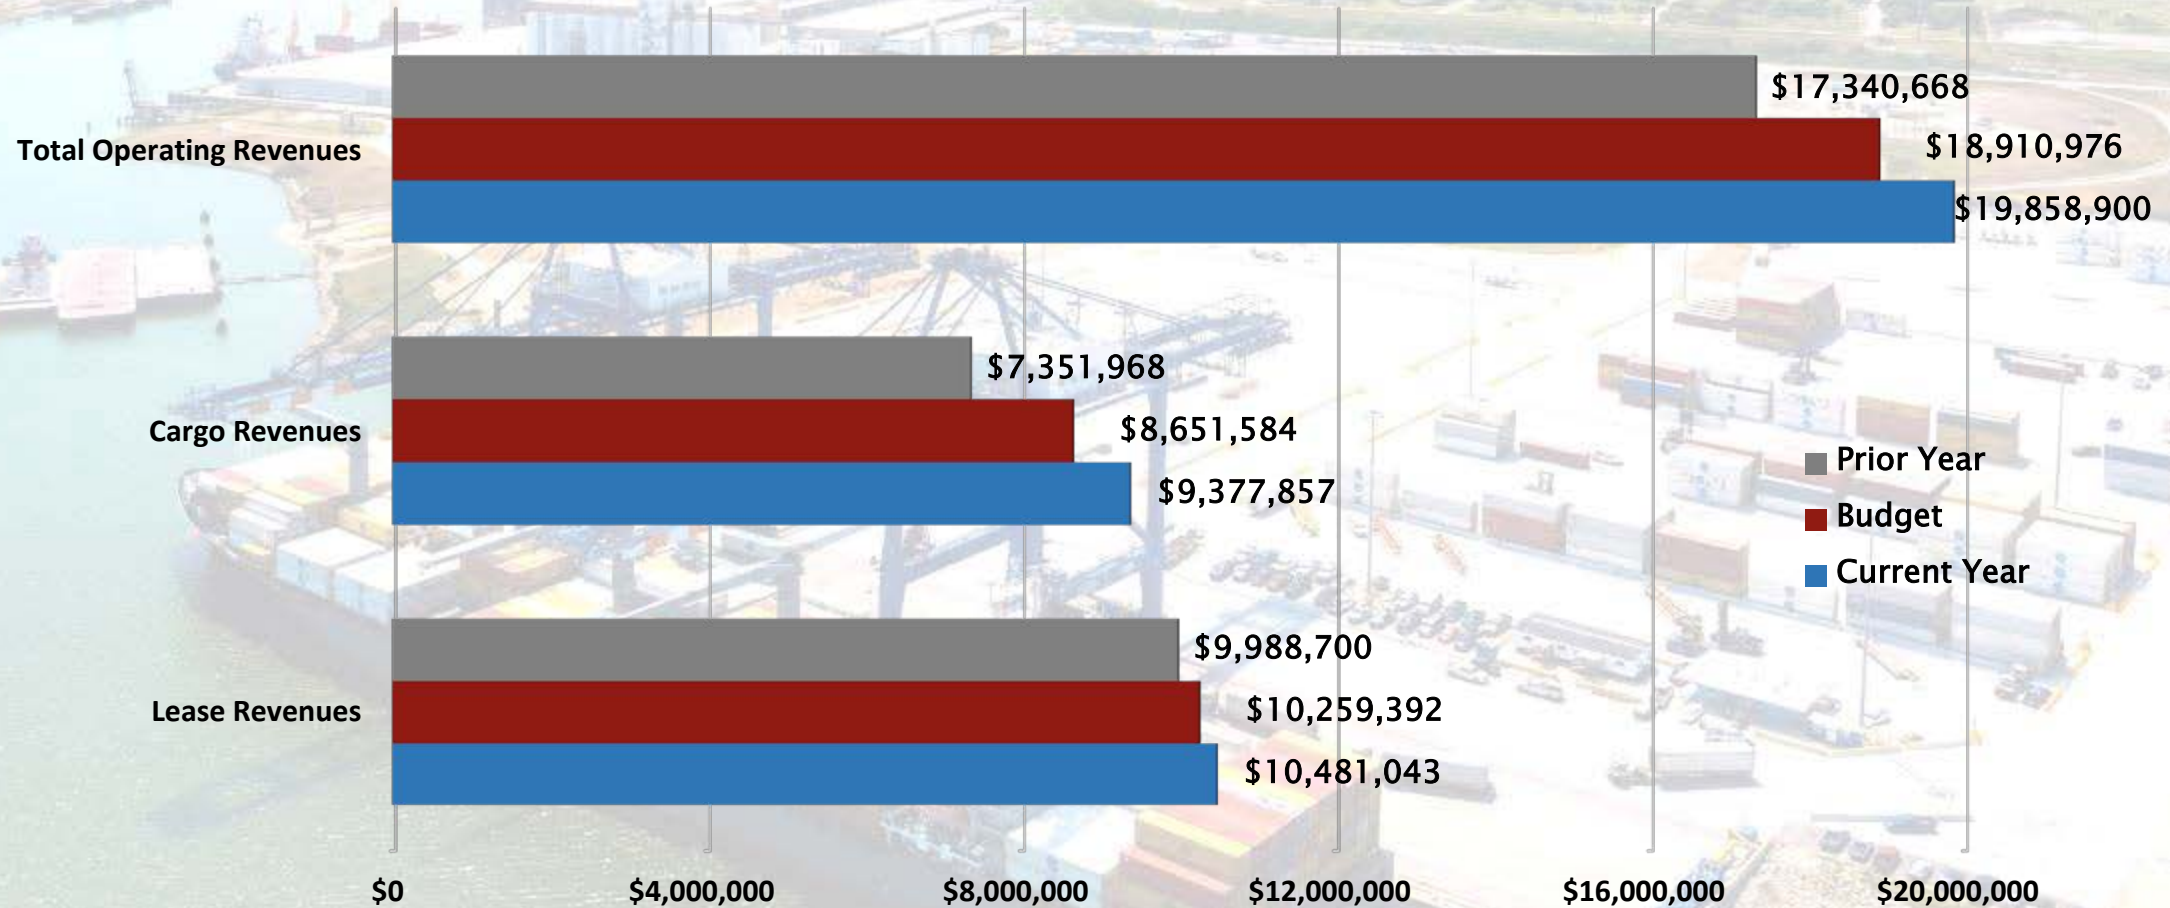 $17,340,668
Total Operating Revenues
$18,910,976
$19,858,900
$7,351,968
Cargo Revenues
$8,651,584
$9,377,857
Prior Year
Budget
Current Year
$9,988,700
Lease Revenues
$10,259,392
$10,481,043
$0 $4,000,000 $8,000,000 $12,000,000 $16,000,000 $20,000,000